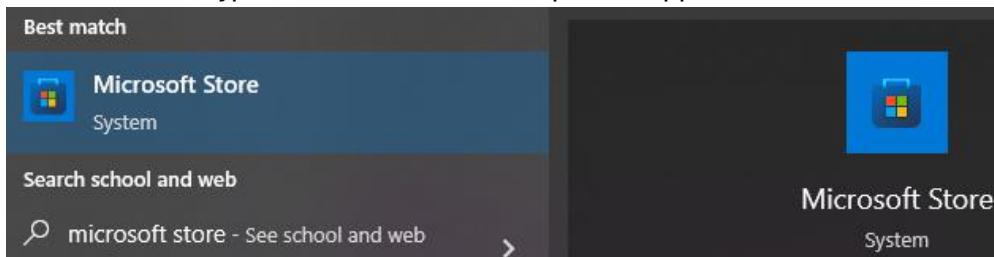 Best match
Microsoft Store
System
Search school and web
microsoft store - See school and web
Microsoft Store
System